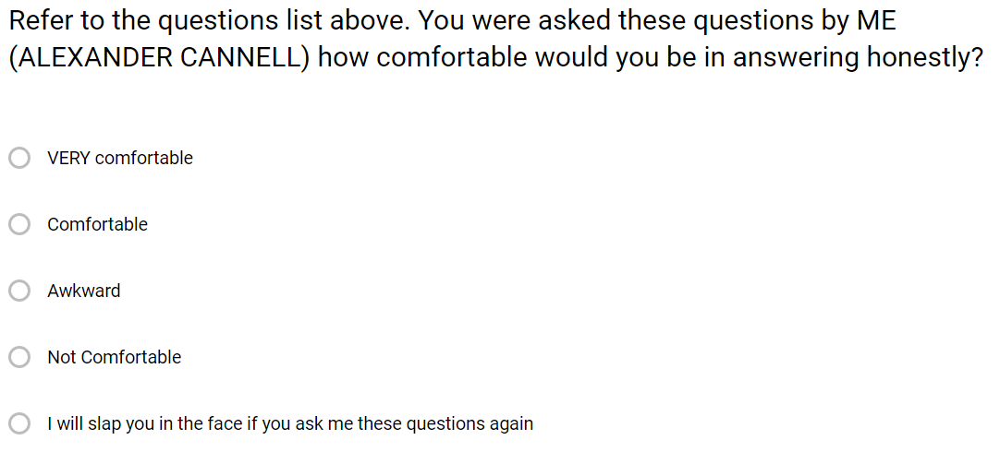 Refer to the questions list above. You were asked these questions by ME
(ALEXANDER CANNELL) how comfortable would you be in answering honestly?
VERY comfortable
Comfortable
Awkward
Not Comfortable
I will slap you in the face if you ask me these questions again